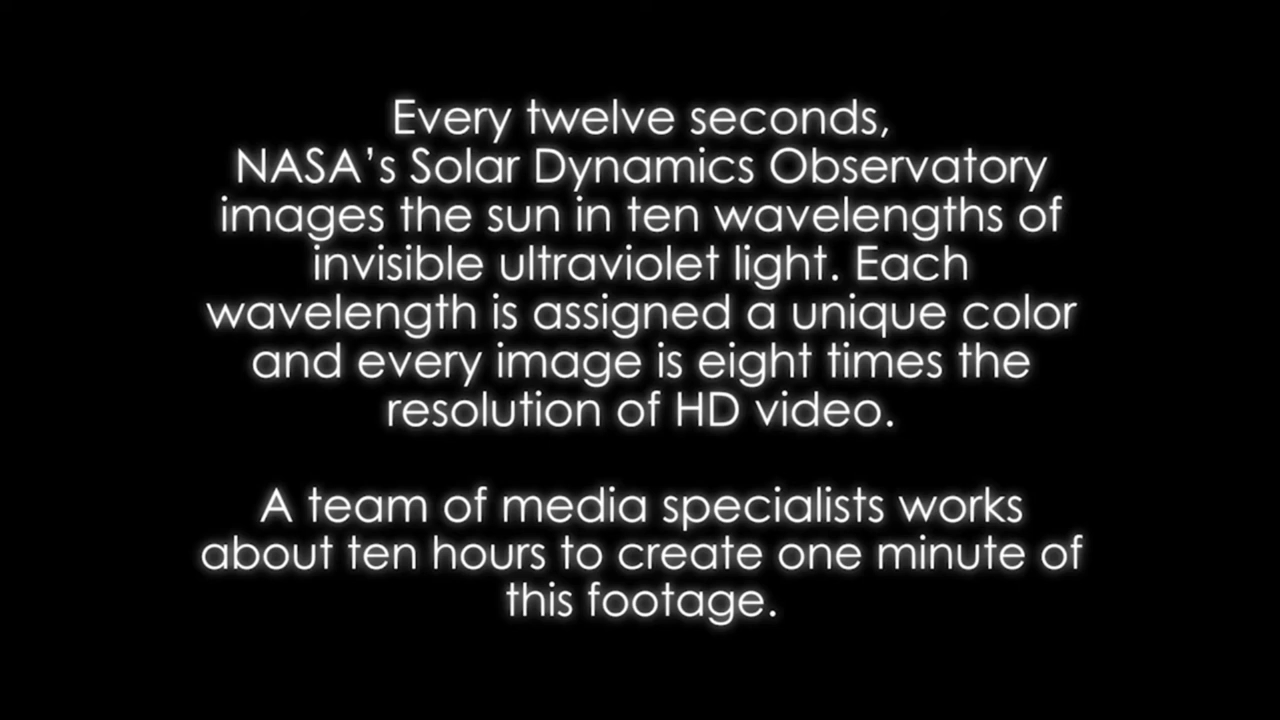 Every twelve seconds,
NASA’s Solar Dynamics Observatory
images the sun in ten wavelengths of
invisible ultraviolet light. Each
wavelength is assigned a unique color
and every image is eight times the
resolution of HD video.
A team of media specialists works
about ten hours to create one minute of
this footage.